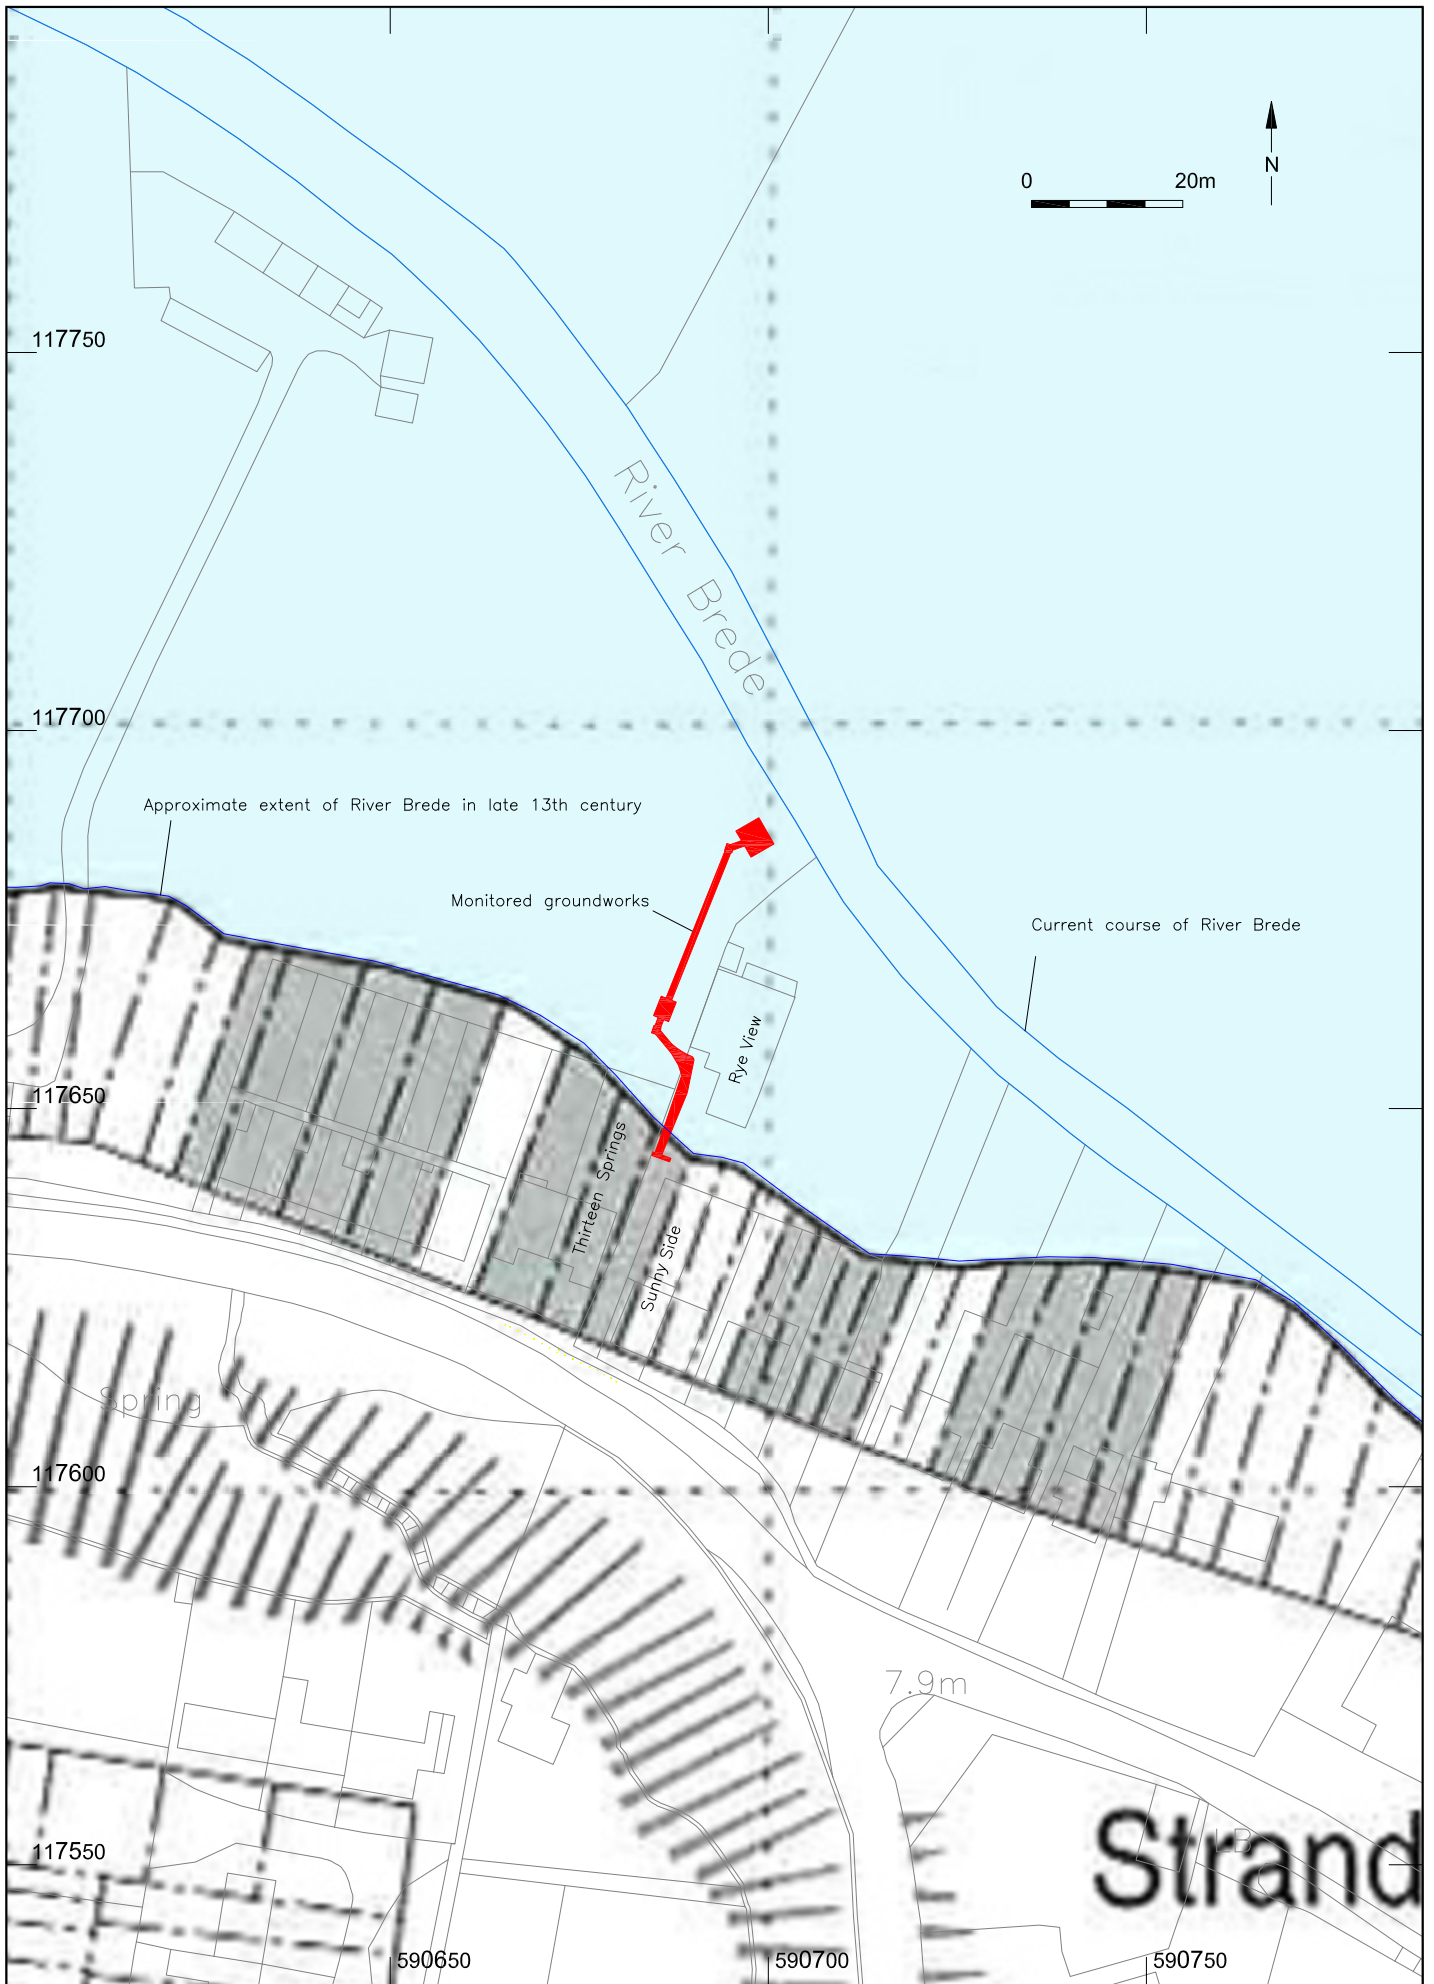 0 20m
N
117750
River Brede
117700
Approximate extent of River Brede in late 13th century
Monitored groundworks
Current course of River Brede
Rye View
117650
Thirteen Springs
Sunny Side
Spring
117600
7.9m
Strand
LB
117550
590650
590700
590750